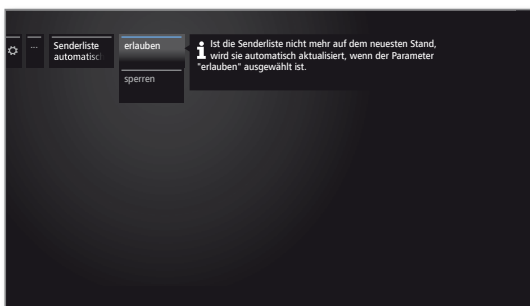 ...
Senderliste
automatisch
erlauben
sperren
i Ist die Senderliste nicht mehr auf dem neuesten Stand,
wird sie automatisch aktualisiert, wenn der Parameter
"erlauben" ausgewählt ist.